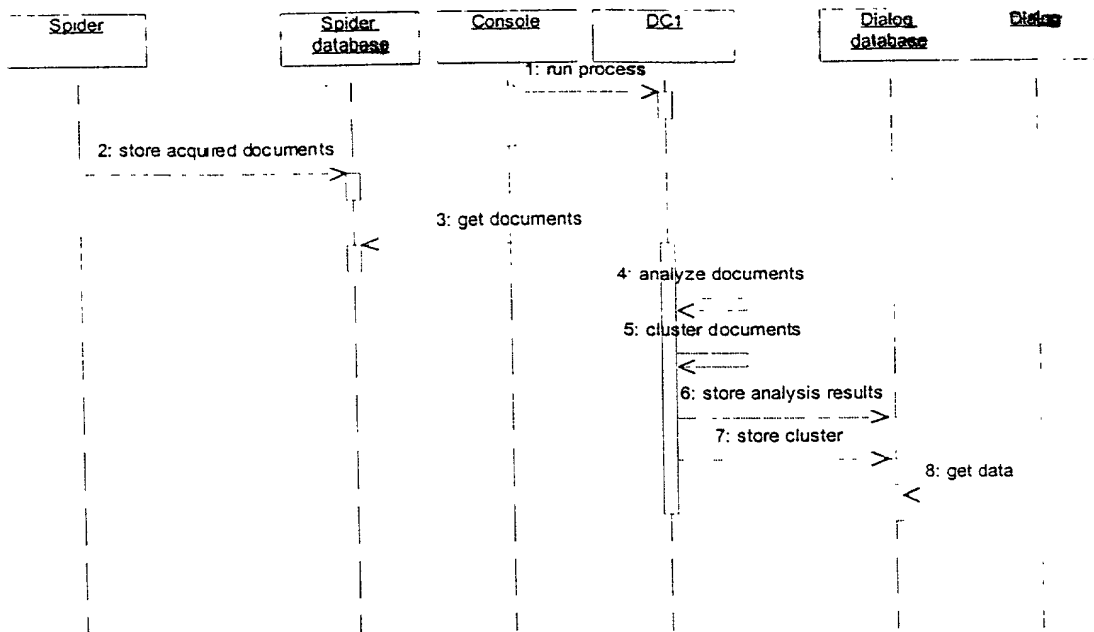 Spider
Spider
database
Console
DC1
Dialog
database
Dialog
1: run process
2: store acquired documents
3: get documents
4: analyze documents
5: cluster documents
6: store analysis results
7: store cluster
8: get data